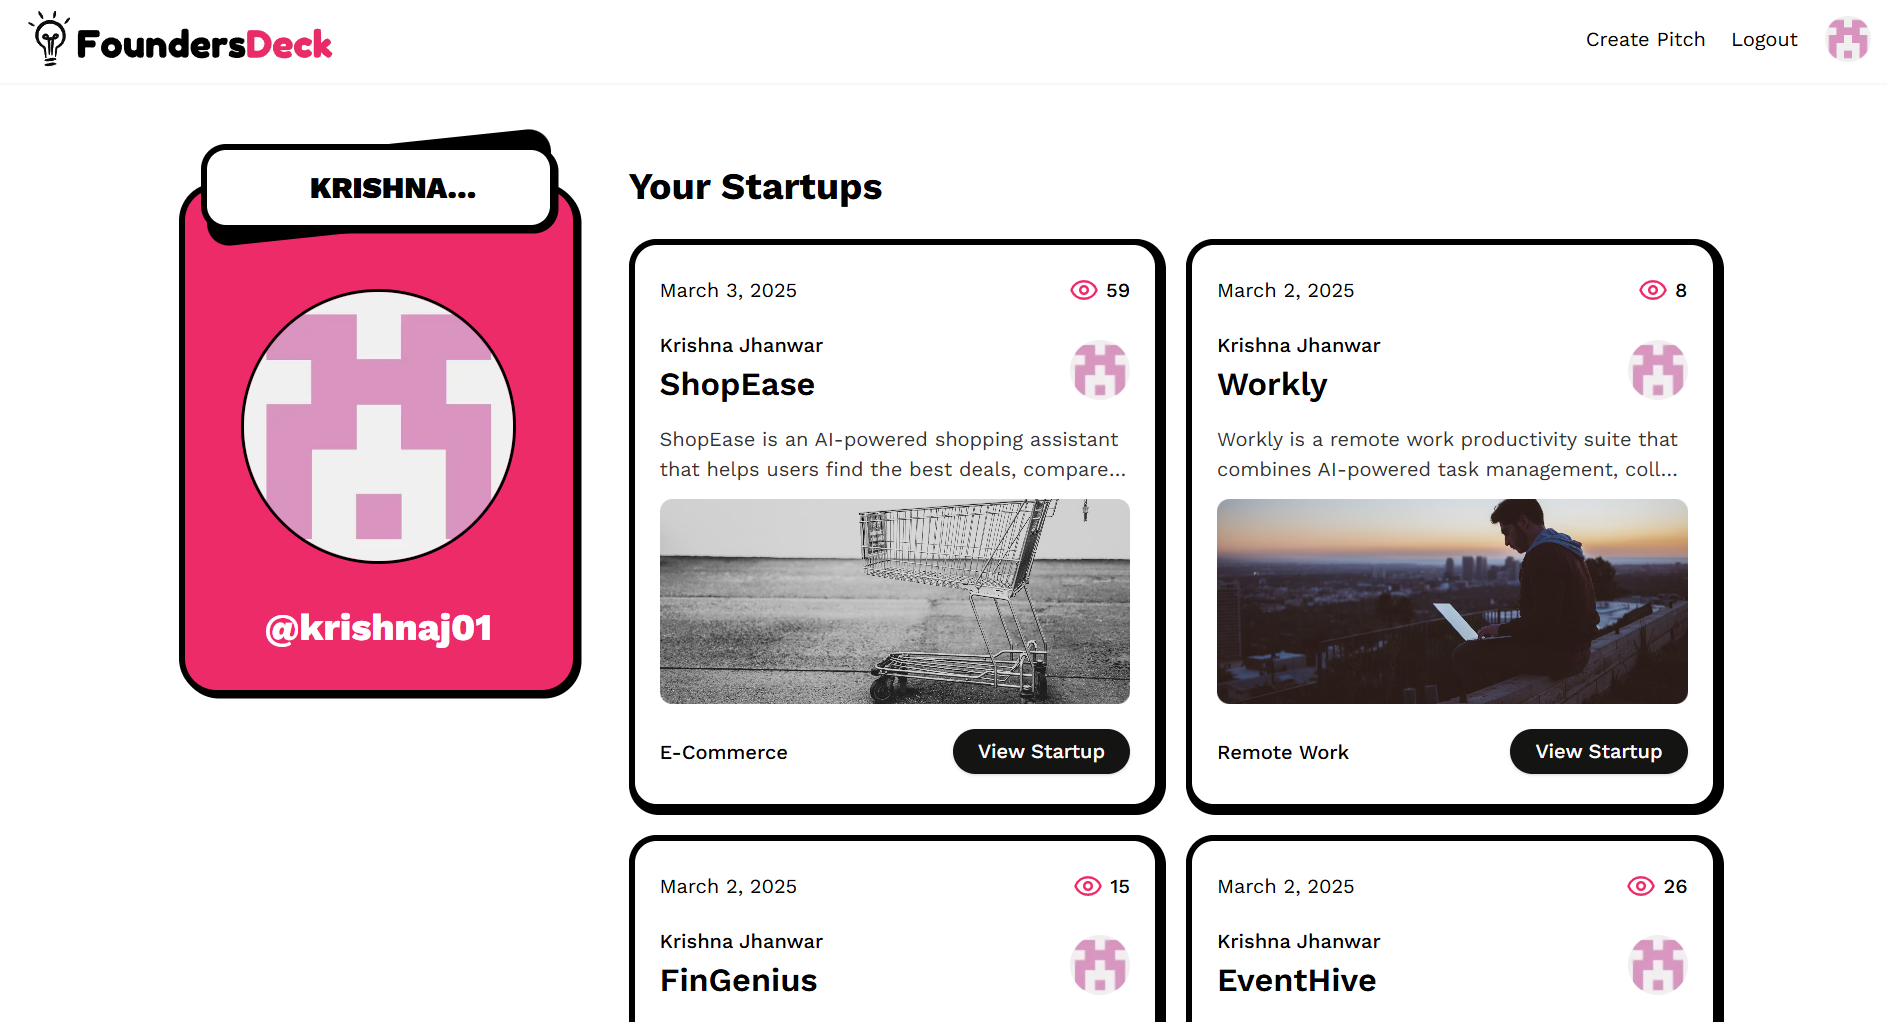 FoundersDeck
Create Pitch
Logout
KRISHNA...
@krishnaj01
Your Startups
March 3, 2025
59
Krishna Jhanwar
ShopEase
ShopEase is an AI-powered shopping assistant
that helps users find the best deals, compare...
E-Commerce
View Startup
March 2, 2025
8
Krishna Jhanwar
Workly
Workly is a remote work productivity suite that
combines AI-powered task management, coll...
Remote Work
View Startup
March 2, 2025
15
Krishna Jhanwar
FinGenius
March 2, 2025
26
Krishna Jhanwar
EventHive